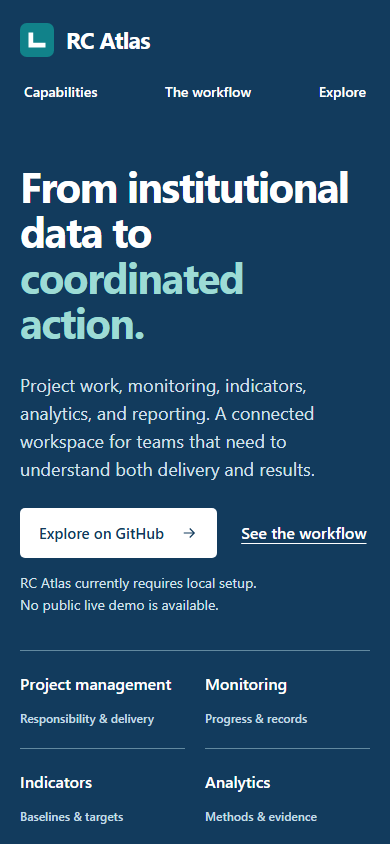 RC Atlas
Capabilities The workflow Explore
From institutional
data to
coordinated
action.
Project work, monitoring, indicators,
analytics, and reporting. A connected
workspace for teams that need to
understand both delivery and results.
Explore on GitHub → See the workflow
RC Atlas currently requires local setup.
No public live demo is available.
Project management Monitoring
Responsibility & delivery Progress & records
Indicators Analytics
Baselines & targets Methods & evidence